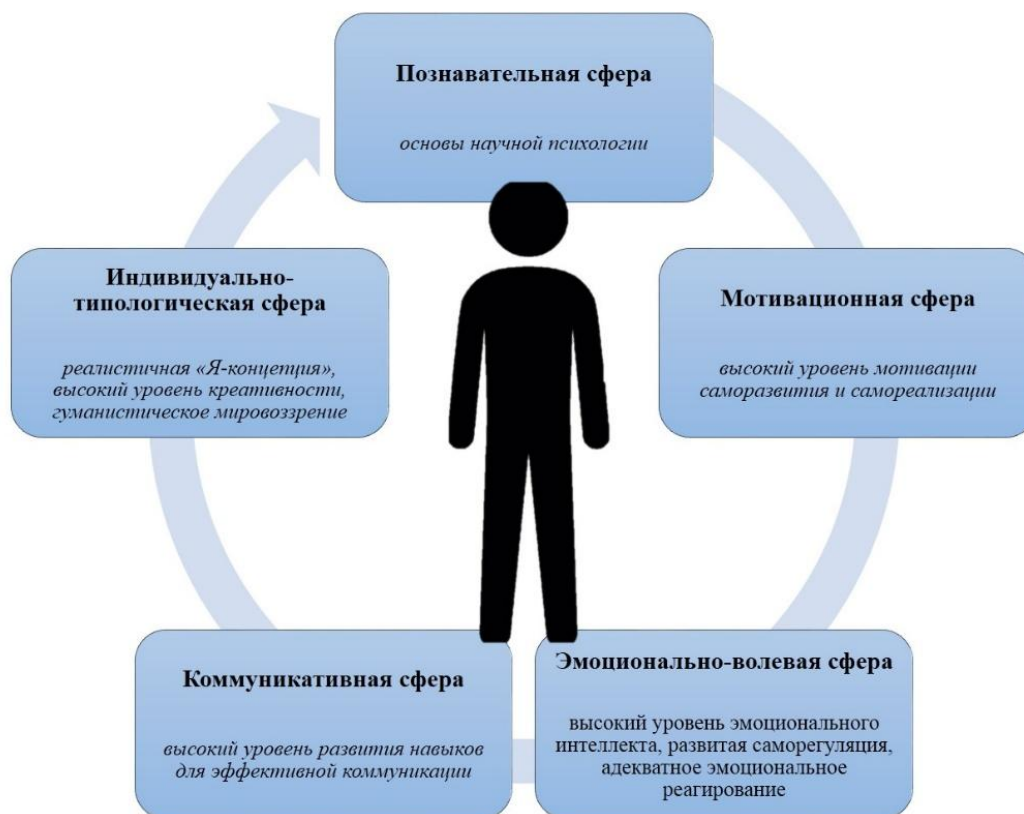 Познавательная сфера
основы научной психологии
Индивидуально-
типологическая сфера
реалистичная «Я-концепция»,
высокий уровень креативности,
гуманистическое мировоззрение
Мотивационная сфера
высокий уровень мотивации
саморазвития и самореализации
Коммуникативная сфера
высокий уровень развития навыков
для эффективной коммуникации
Эмоционально-волевая сфера
высокий уровень эмоционального
интеллекта, развитая саморегуляция,
адекватное эмоциональное
реагирование